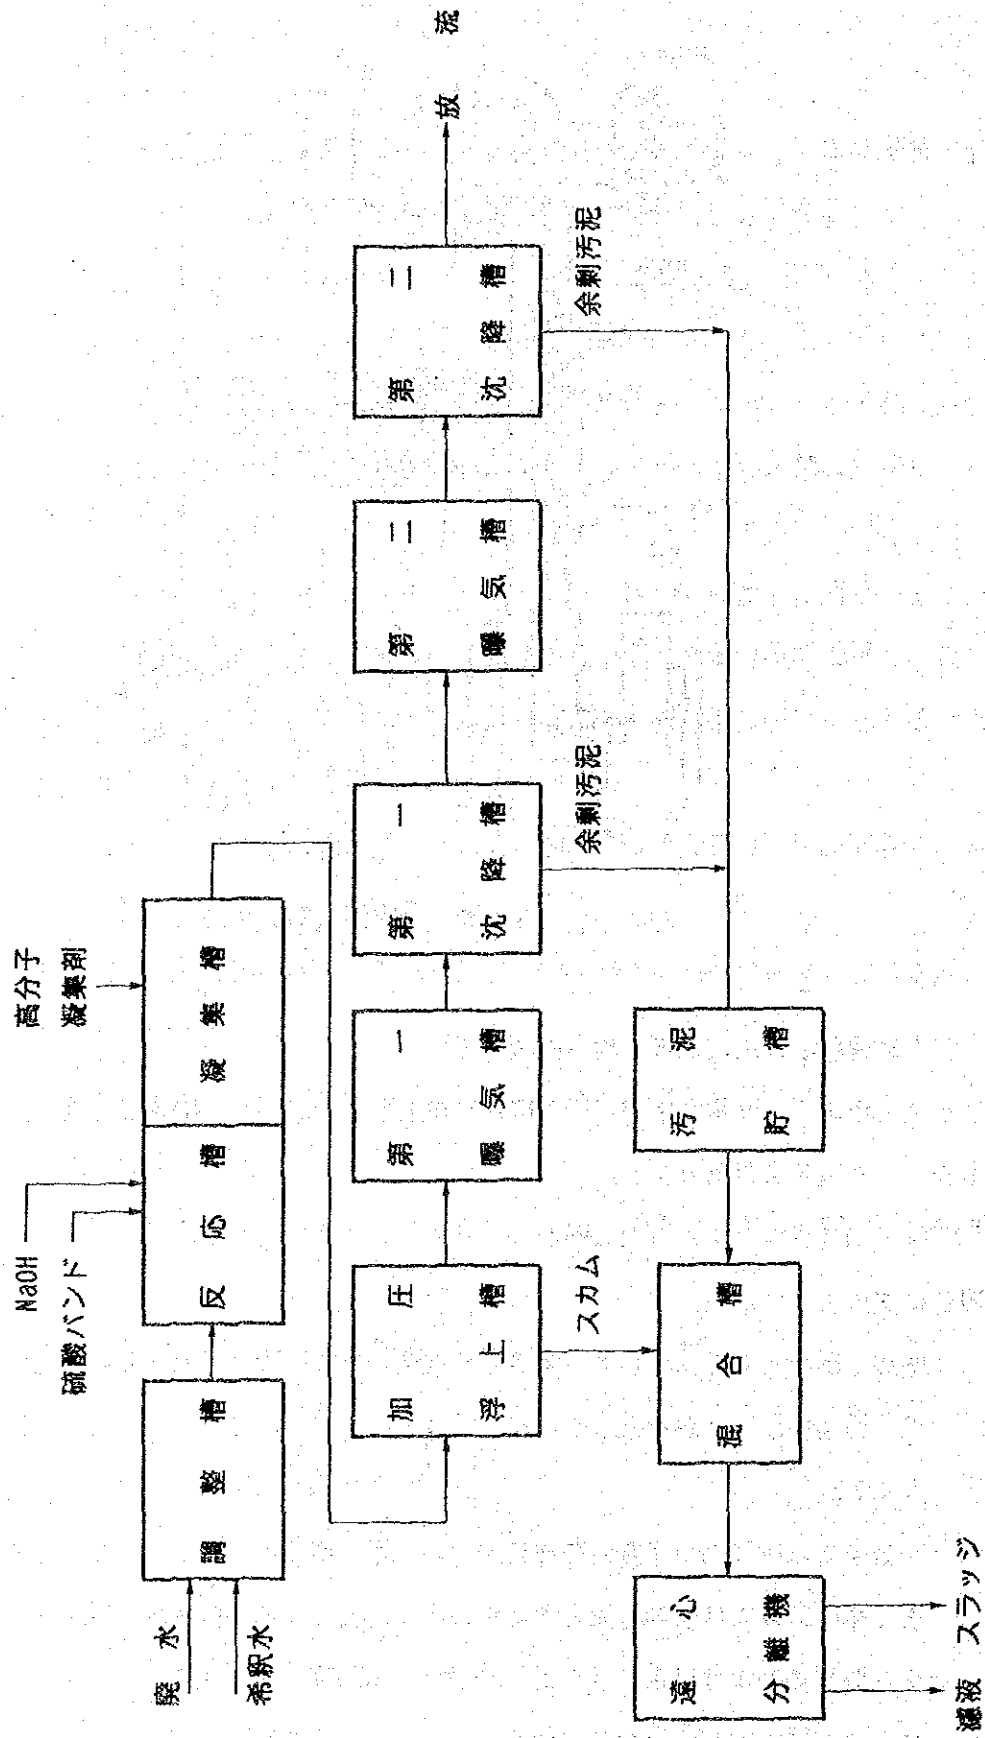 高分子
凝集剤
NaOH
硫酸バンド
廃水
希釈水
調整槽
反応槽
凝集槽
加圧
浮上槽
第一
曝気槽
第一
沈降槽
第二
曝気槽
第二
沈降槽
放流
スカム
余剰汚泥
余剰汚泥
遠心
分離機
混合槽
汚泥
貯槽
濾液
スラッジ